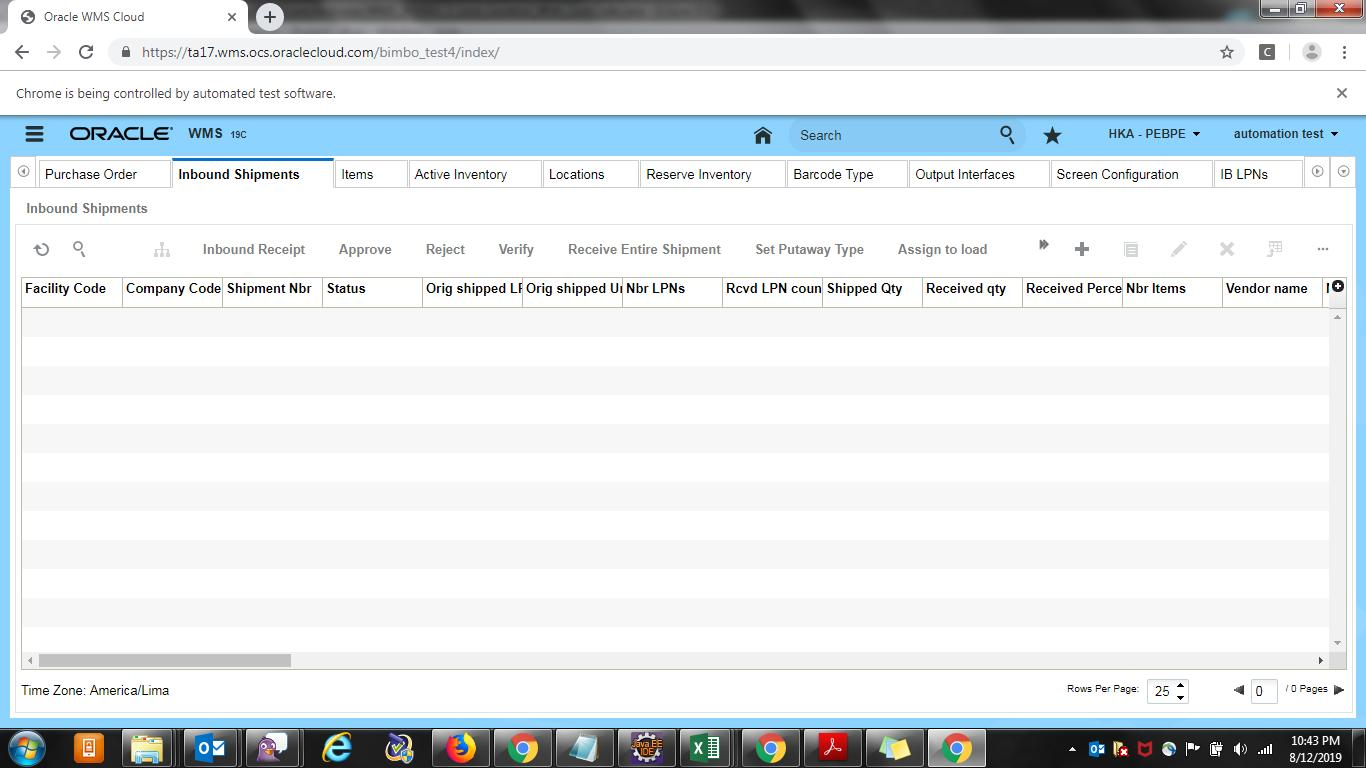 Oracle WMS Cloud
https://ta17.wms.ocs.oraclecloud.com/bimbo_test4/index/
C
Chrome is being controlled by automated test software.
ORACLE WMS 19C Search HKA - PEBPE automation test
Purchase Order Inbound Shipments Items Active Inventory Locations Reserve Inventory Barcode Type Output Interfaces Screen Configuration IB LPNs
Inbound Shipments
Inbound Receipt Approve Reject Verify Receive Entire Shipment Set Putaway Type Assign to load
Facility Code Company Code Shipment Nbr Status Orig shipped Orig shipped Nbr LPNs Rcvd LPN coun Shipped Qty Received qty Received Perce Nbr Items Vendor name
Time Zone: America/Lima Rows Per Page: 25 0 / 0 Pages
Java EE
IDE
10:43 PM
8/12/2019